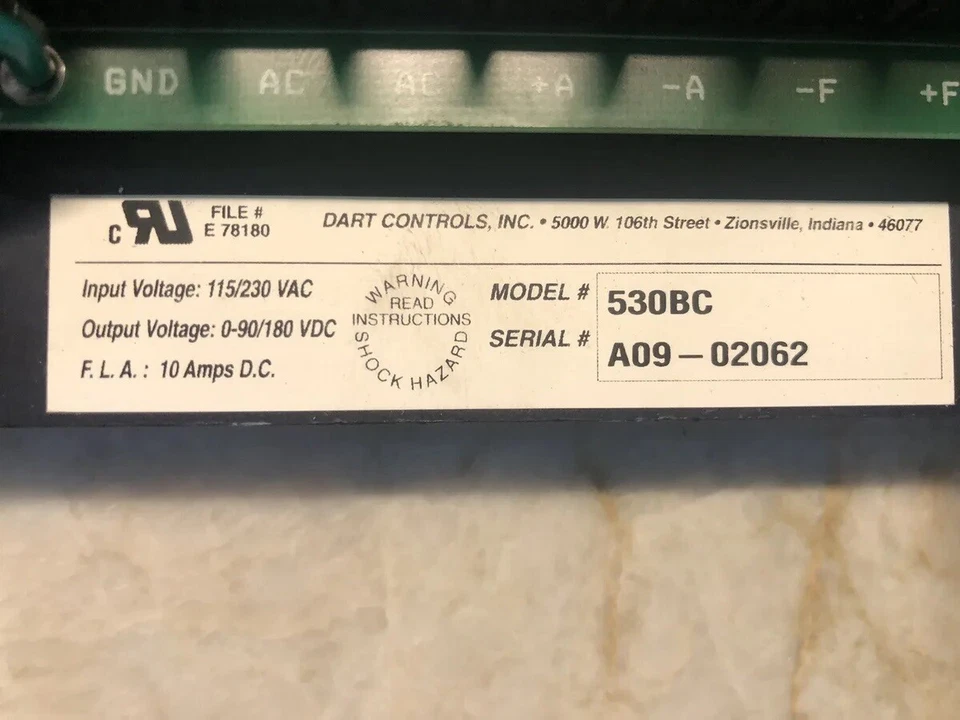 GND AC AC +A -A -F +F
c RU FILE #
E 78180
DART CONTROLS, INC. • 5000 W. 106th Street • Zionsville, Indiana • 46077
Input Voltage: 115/230 VAC
Output Voltage: 0-90/180 VDC
F. L. A. : 10 Amps D.C.
WARNING
READ
INSTRUCTIONS
SHOCK HAZARD
MODEL # 530BC
SERIAL # A09-02062